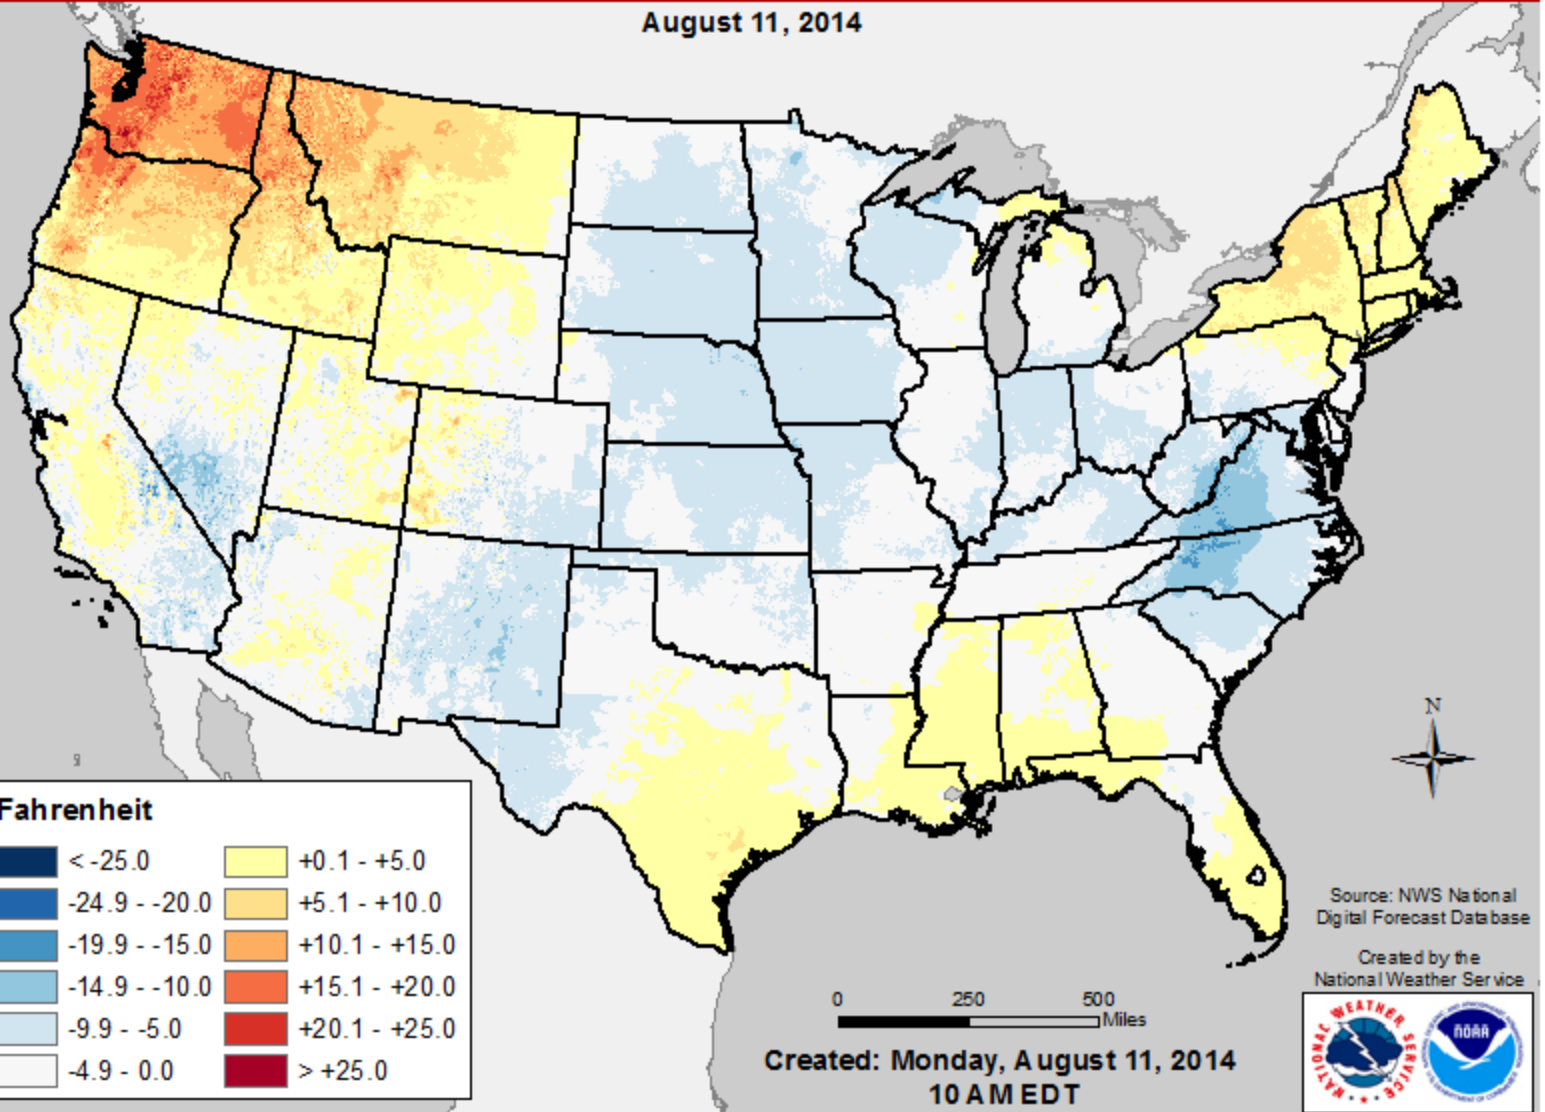 August 11, 2014
N
Fahrenheit
< -25.0
-24.9 - -20.0
-19.9 - -15.0
-14.9 - -10.0
-9.9 - -5.0
-4.9 - 0.0
+0.1 - +5.0
+5.1 - +10.0
+10.1 - +15.0
+15.1 - +20.0
+20.1 - +25.0
> +25.0
0 250 500
Miles
Created: Monday, August 11, 2014
10 AM EDT
Source: NWS National
Digital Forecast Database
Created by the
National Weather Service
NATIONAL WEATHER SERVICE
NOAA